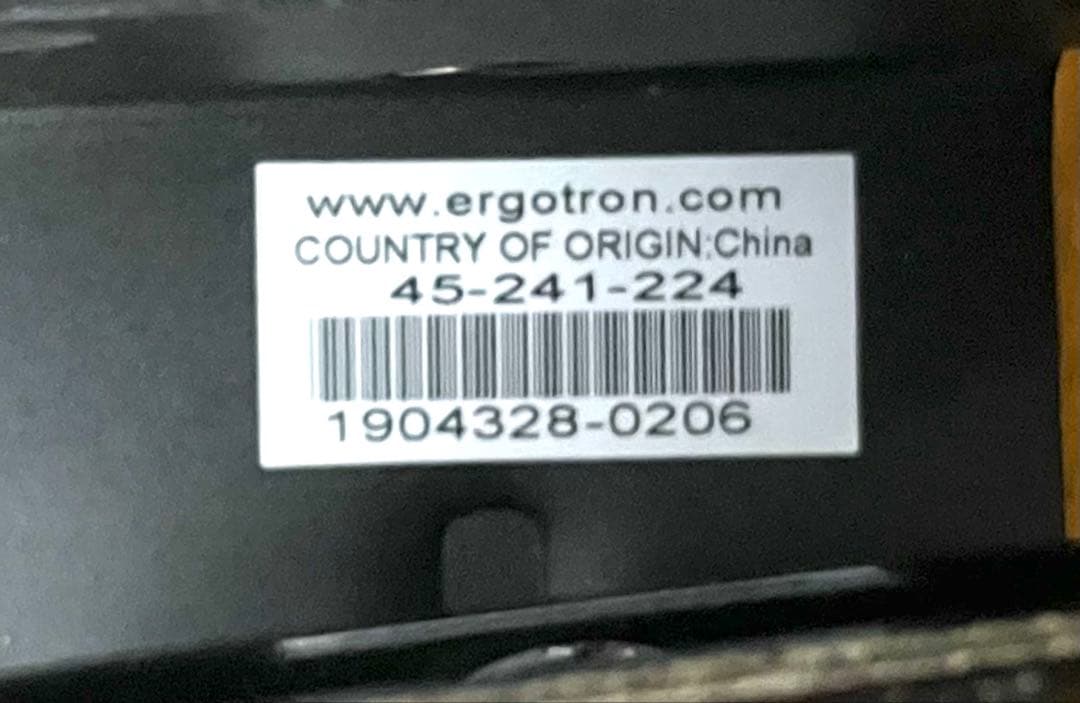 www.ergotron.com
COUNTRY OF ORIGIN:China
45-241-224
1904328-0206